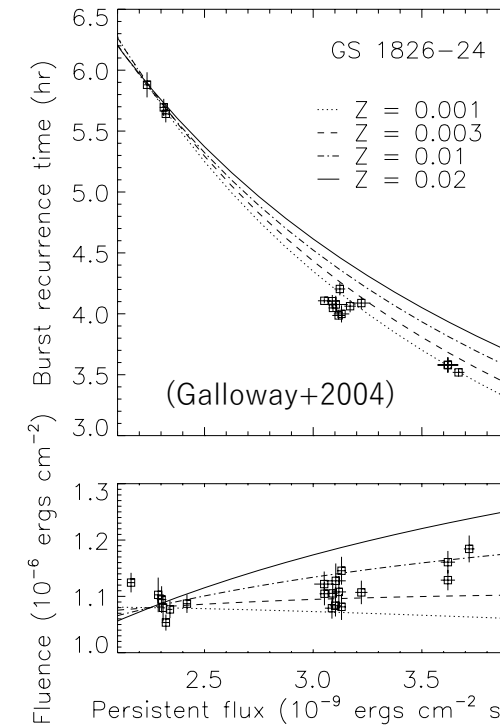 6.5
6.0
5.5
5.0
4.5
4.0
3.5
3.0
Burst recurrence time (hr)
GS 1826-24
Z = 0.001
Z = 0.003
Z = 0.01
Z = 0.02
(Galloway+2004)
1.3
1.2
1.1
1.0
Fluence (10⁻⁶ ergs cm⁻²)
2.5
3.0
3.5
Persistent flux (10⁻⁹ ergs cm⁻² s